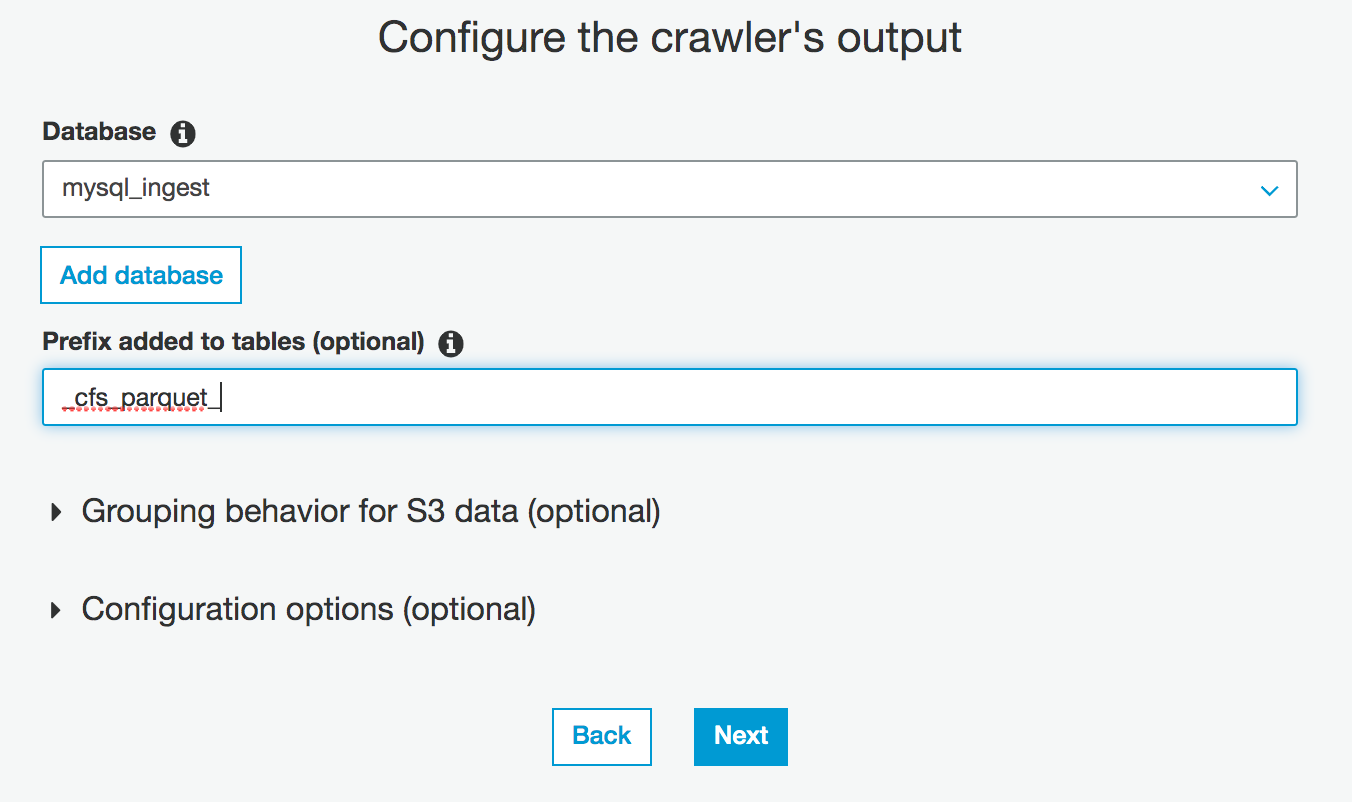 Configure the crawler's output
Database
mysql_ingest
Add database
Prefix added to tables (optional)
_cfs_parquet_
Grouping behavior for S3 data (optional)
Configuration options (optional)
Back
Next